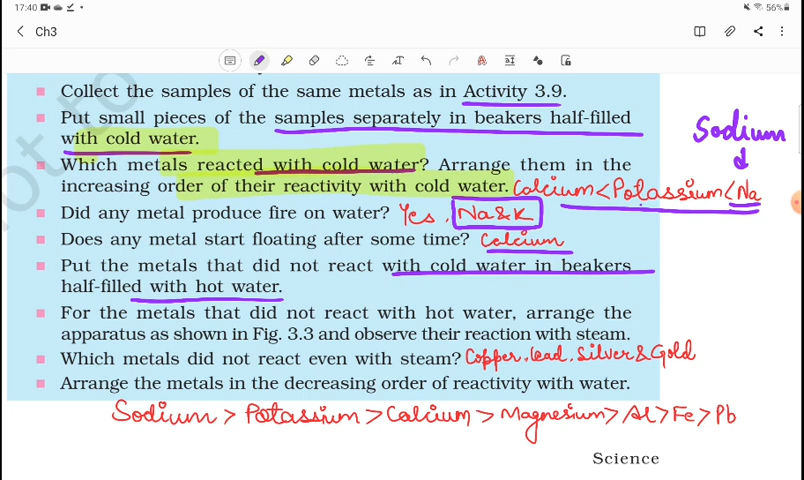 17:40 56%
Ch3
Collect the samples of the same metals as in Activity 3.9.
Put small pieces of the samples separately in beakers half-filled
with cold water.
Sodium
Which metals reacted with cold water? Arrange them in the
increasing order of their reactivity with cold water. Calcium < Potassium < Na
Did any metal produce fire on water? Yes, Na & K
Does any metal start floating after some time? Calcium
Put the metals that did not react with cold water in beakers
half-filled with hot water.
For the metals that did not react with hot water, arrange the
apparatus as shown in Fig. 3.3 and observe their reaction with steam.
Which metals did not react even with steam? Copper, Lead, Silver & Gold
Arrange the metals in the decreasing order of reactivity with water.
Sodium > Potassium > Calcium > Magnesium > Al > Fe > Pb
Science